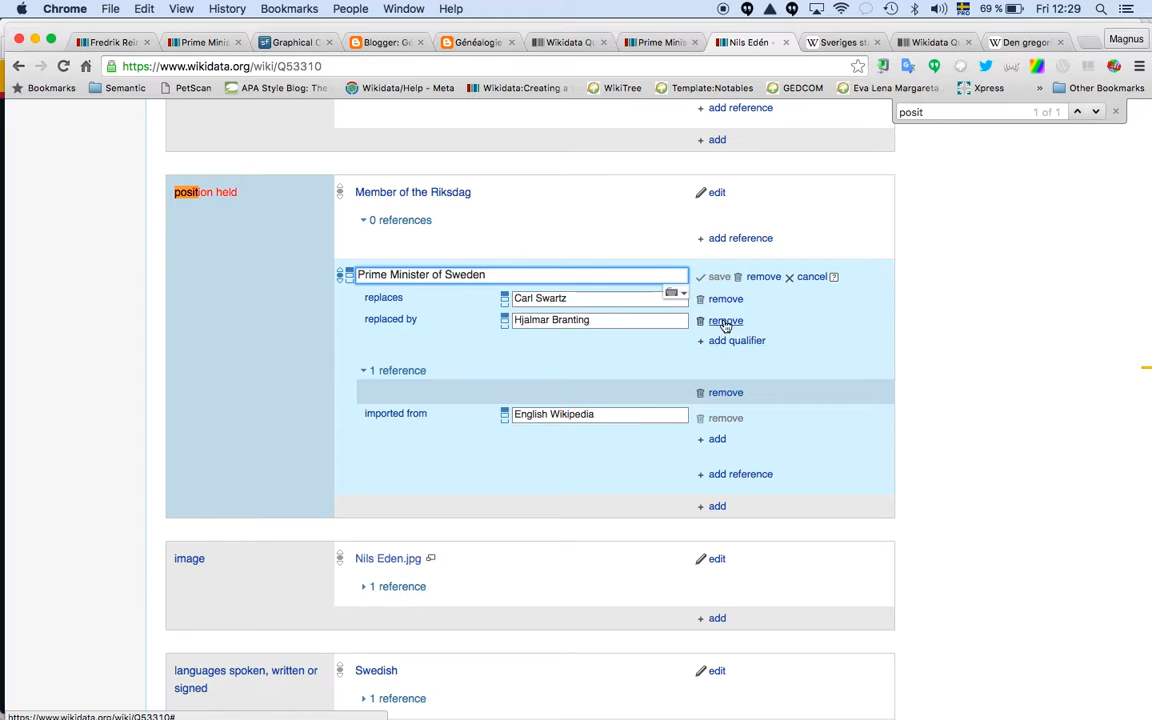 Chrome File Edit View History Bookmarks People Window Help 69 % Fri 12:29
Fredrik Rei Prime Minis Graphical C Blogger: Gé Généalogie Wikidata Qu Prime Minis Nils Edén - Sveriges sta Wikidata Qu Den gregori Magnus
https://www.wikidata.org/wiki/Q53310
Bookmarks Semantic PetScan APA Style Blog: The Wikidata/Help - Meta Wikidata:Creating a WikiTree Template:Notables GEDCOM Eva Lena Margareta Xpress » Other Bookmarks
+ add reference
posit 1 of 1
+ add
position held
Member of the Riksdag
edit
0 references
+ add reference
Prime Minister of Sweden
save remove cancel ?
replaces Carl Swartz remove
replaced by Hjalmar Branting remove
+ add qualifier
1 reference
remove
imported from English Wikipedia remove
+ add
+ add reference
+ add
image
Nils Eden.jpg
edit
1 reference
+ add
languages spoken, written or
signed
Swedish
edit
1 reference
https://www.wikidata.org/wiki/Q53310#